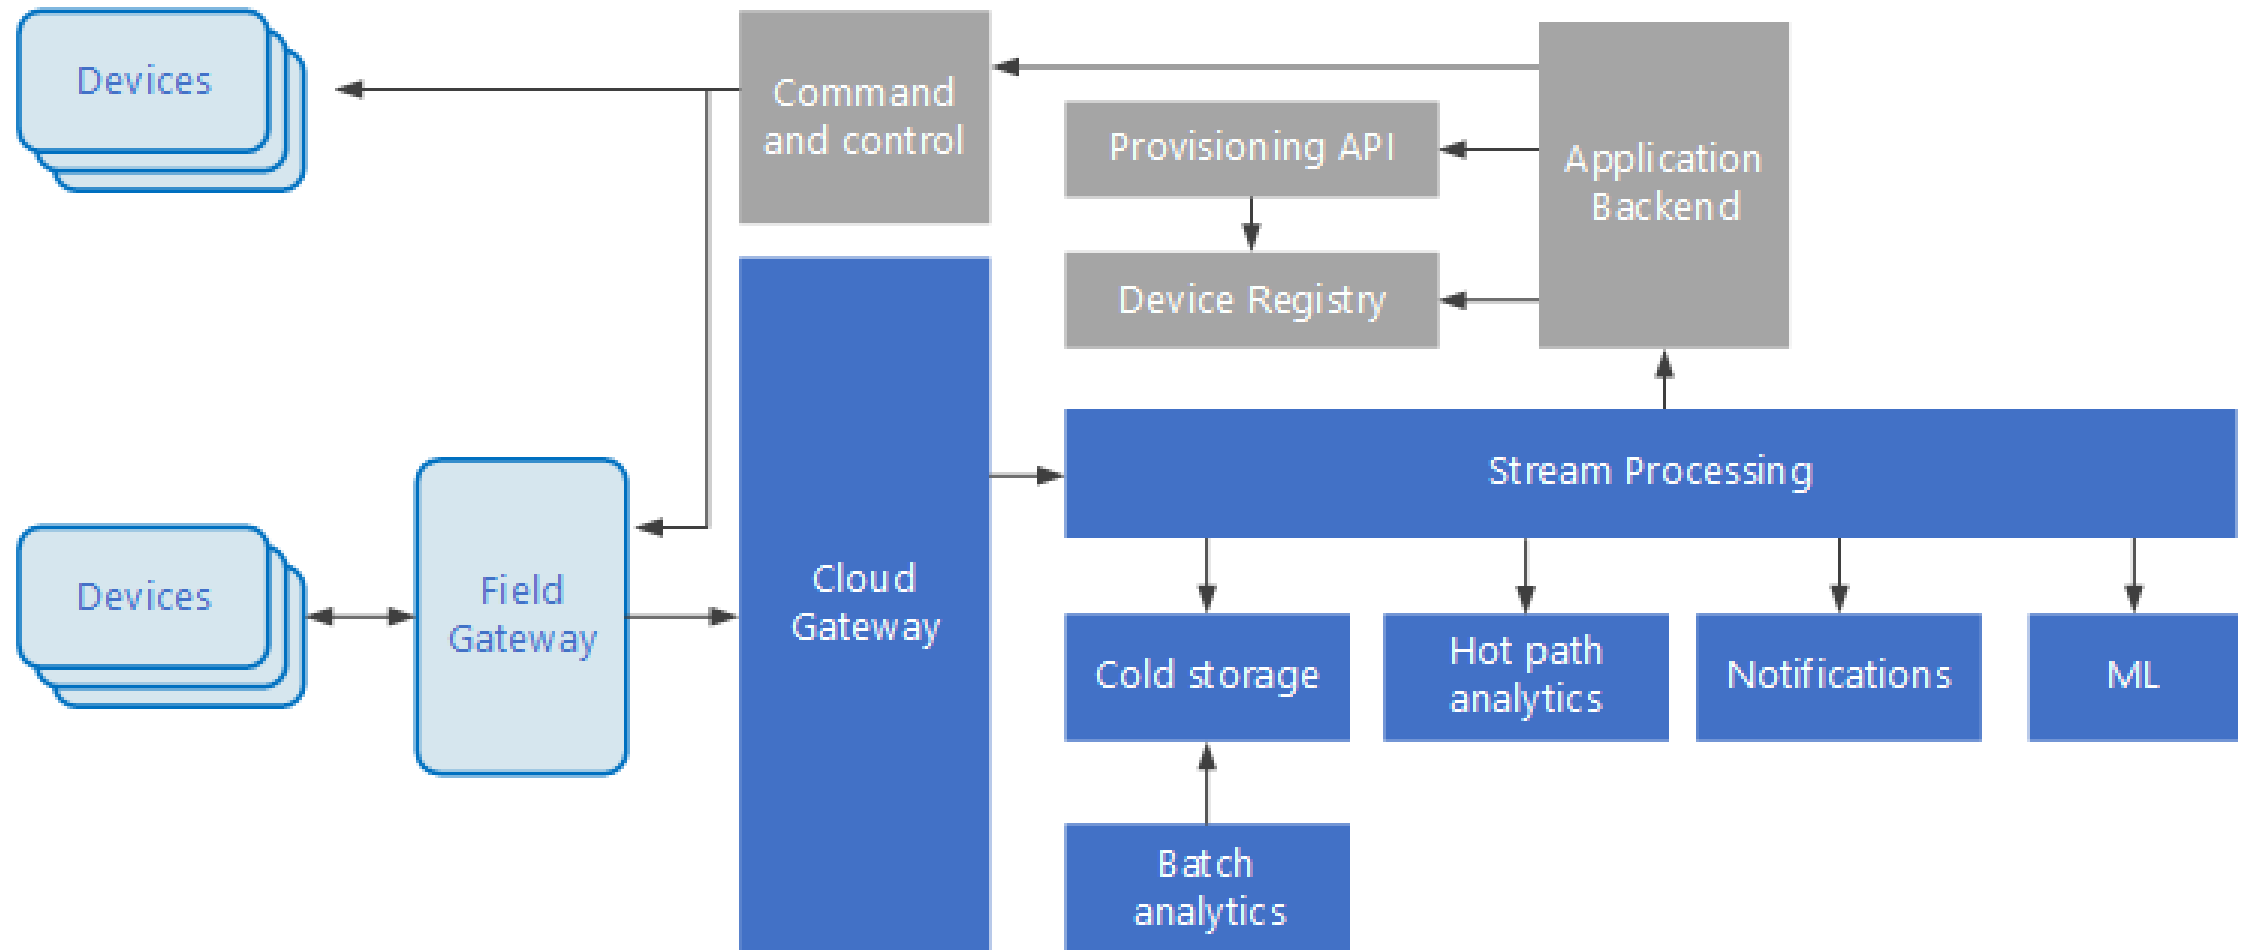 Devices
Command
and control
Provisioning API
Application
Backend
Device Registry
Stream Processing
Devices
Field
Gateway
Cloud
Gateway
Cold storage
Hot path
analytics
Notifications
ML
Batch
analytics